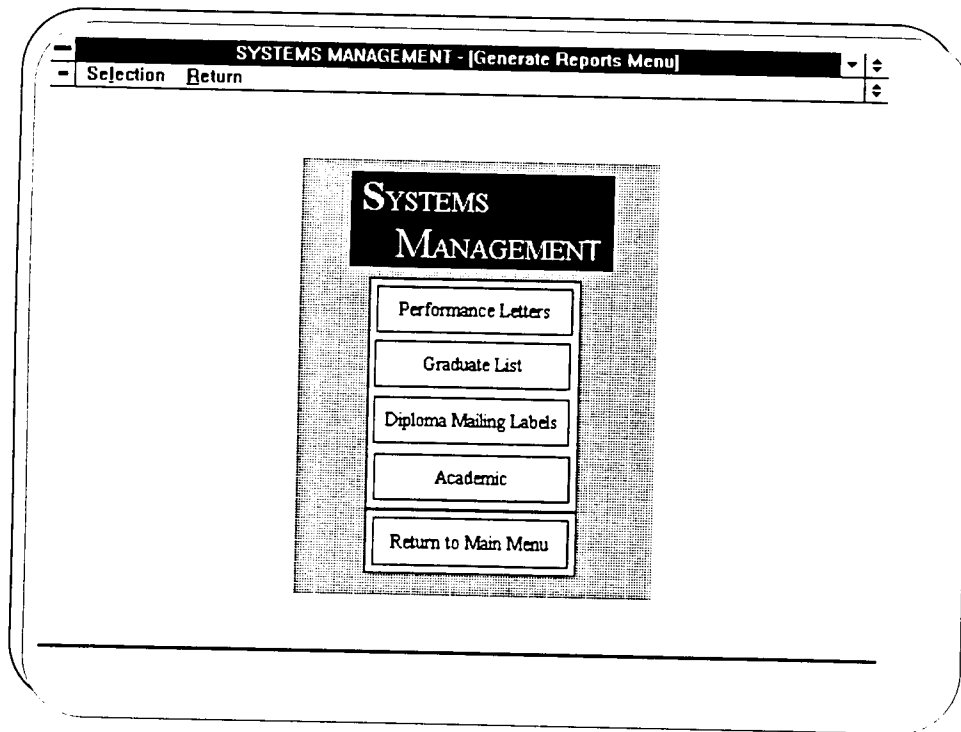 SYSTEMS MANAGEMENT - [Generate Reports Menu]
Selection Return
SYSTEMS
MANAGEMENT
Performance Letters
Graduate List
Diploma Mailing Labels
Academic
Return to Main Menu